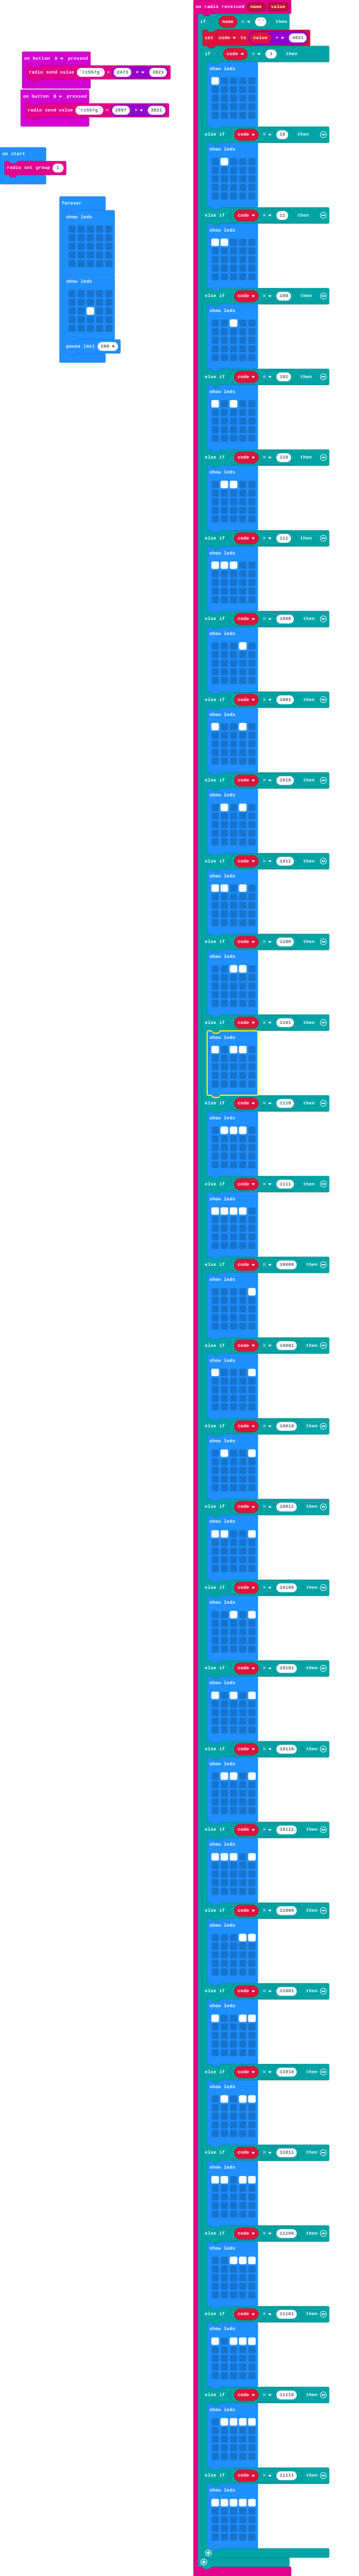 on button A pressed
radio send value "rz557g" = 2473 + 3821
on button B pressed
radio send value "rz557g" = 2887 + 3821
on start
radio set group 1
forever
show leds
show leds
pause (ms) 200
on radio received name value
if name = "" then
set code to value + 4021
if code = 1 then
show leds
else if code = 10 then
show leds
else if code = 11 then
show leds
else if code = 100 then
show leds
else if code = 101 then
show leds
else if code = 110 then
show leds
else if code = 111 then
show leds
else if code = 1000 then
show leds
else if code = 1001 then
show leds
else if code = 1010 then
show leds
else if code = 1011 then
show leds
else if code = 1100 then
show leds
else if code = 1101 then
show leds
else if code = 1110 then
show leds
else if code = 1111 then
show leds
else if code = 10000 then
show leds
else if code = 10001 then
show leds
else if code = 10010 then
show leds
else if code = 10011 then
show leds
else if code = 10100 then
show leds
else if code = 10101 then
show leds
else if code = 10110 then
show leds
else if code = 10111 then
show leds
else if code = 11000 then
show leds
else if code = 11001 then
show leds
else if code = 11010 then
show leds
else if code = 11011 then
show leds
else if code = 11100 then
show leds
else if code = 11101 then
show leds
else if code = 11110 then
show leds
else if code = 11111 then
show leds